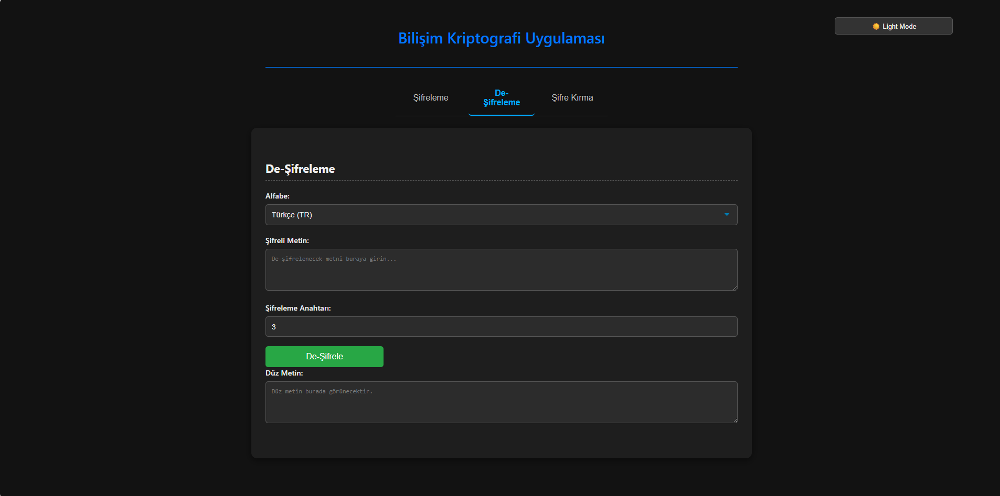 Light Mode
Bilişim Kriptografi Uygulaması
Şifreleme
De-
Şifreleme
Şifre Kırma
De-Şifreleme
Alfabe:
Türkçe (TR)
Şifreli Metin:
De-şifrelenecek metni buraya girin...
Şifreleme Anahtarı:
3
De-Şifrele
Düz Metin:
Düz metin burada görünecektir.